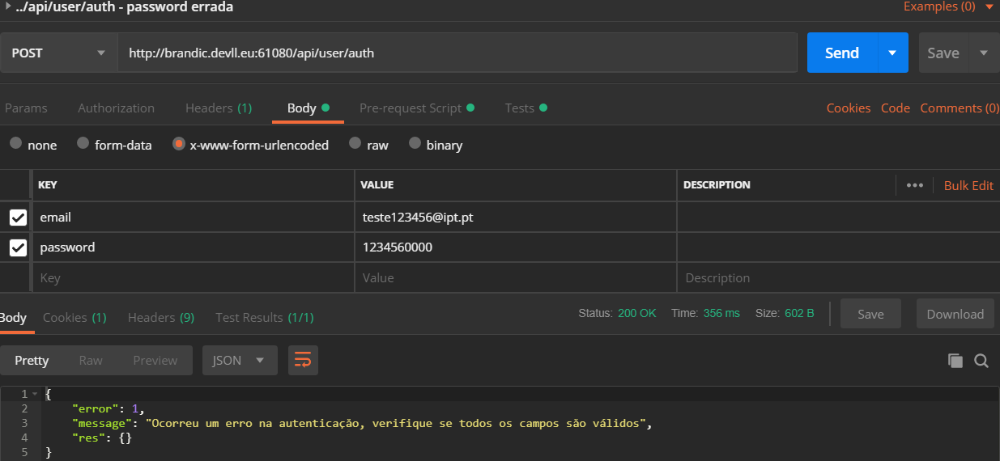 ../api/user/auth - password errada Examples (0)
POST http://brandic.devll.eu:61080/api/user/auth Send Save
Params Authorization Headers (1) Body Pre-request Script Tests Cookies Code Comments (0)
none form-data x-www-form-urlencoded raw binary
KEY VALUE DESCRIPTION ••• Bulk Edit
email teste123456@ipt.pt
password 1234560000
Key Value Description
Body Cookies (1) Headers (9) Test Results (1/1) Status: 200 OK Time: 356 ms Size: 602 B Save Download
Pretty Raw Preview JSON
1 {
2 "error": 1,
3 "message": "Ocorreu um erro na autenticação, verifique se todos os campos são válidos",
4 "res": {}
5 }